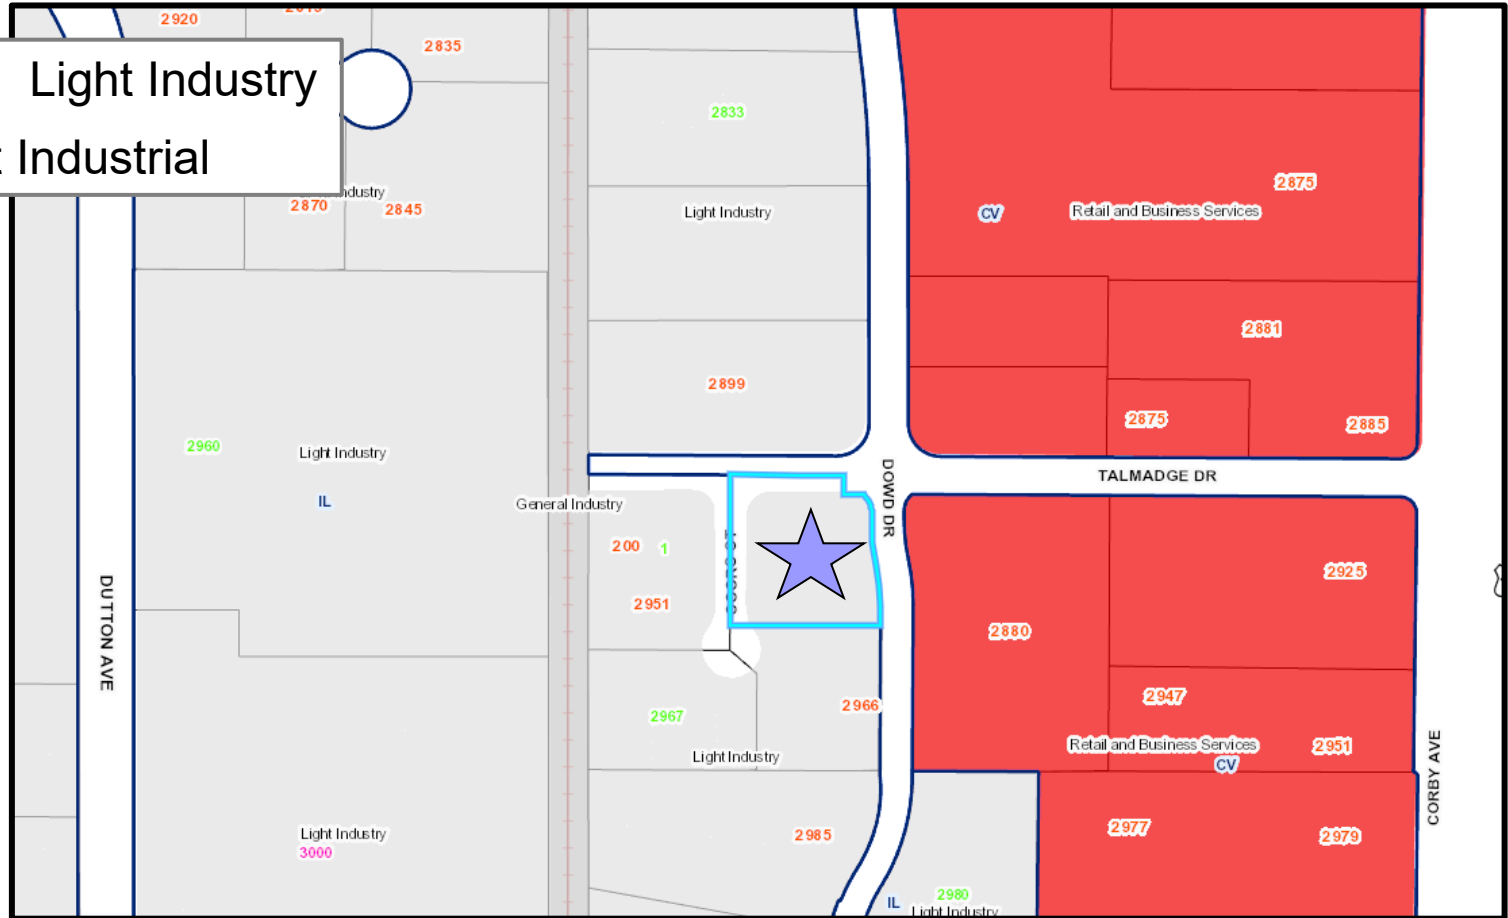 2920
2835
Light Industry
Industrial
2833
2875
2870
2845
Light Industry
CV
Retail and Business Services
2881
2899
2875
2885
2960
Light Industry
DOWD DR
TALMADGE DR
IL
General Industry
200
1
2951
DUTTON AVE
2925
2880
2947
2966
2967
Retail and Business Services
2951
Light Industry
CV
CORBY AVE
2977
2979
2985
Light Industry
3000
2980
IL
Light Industry